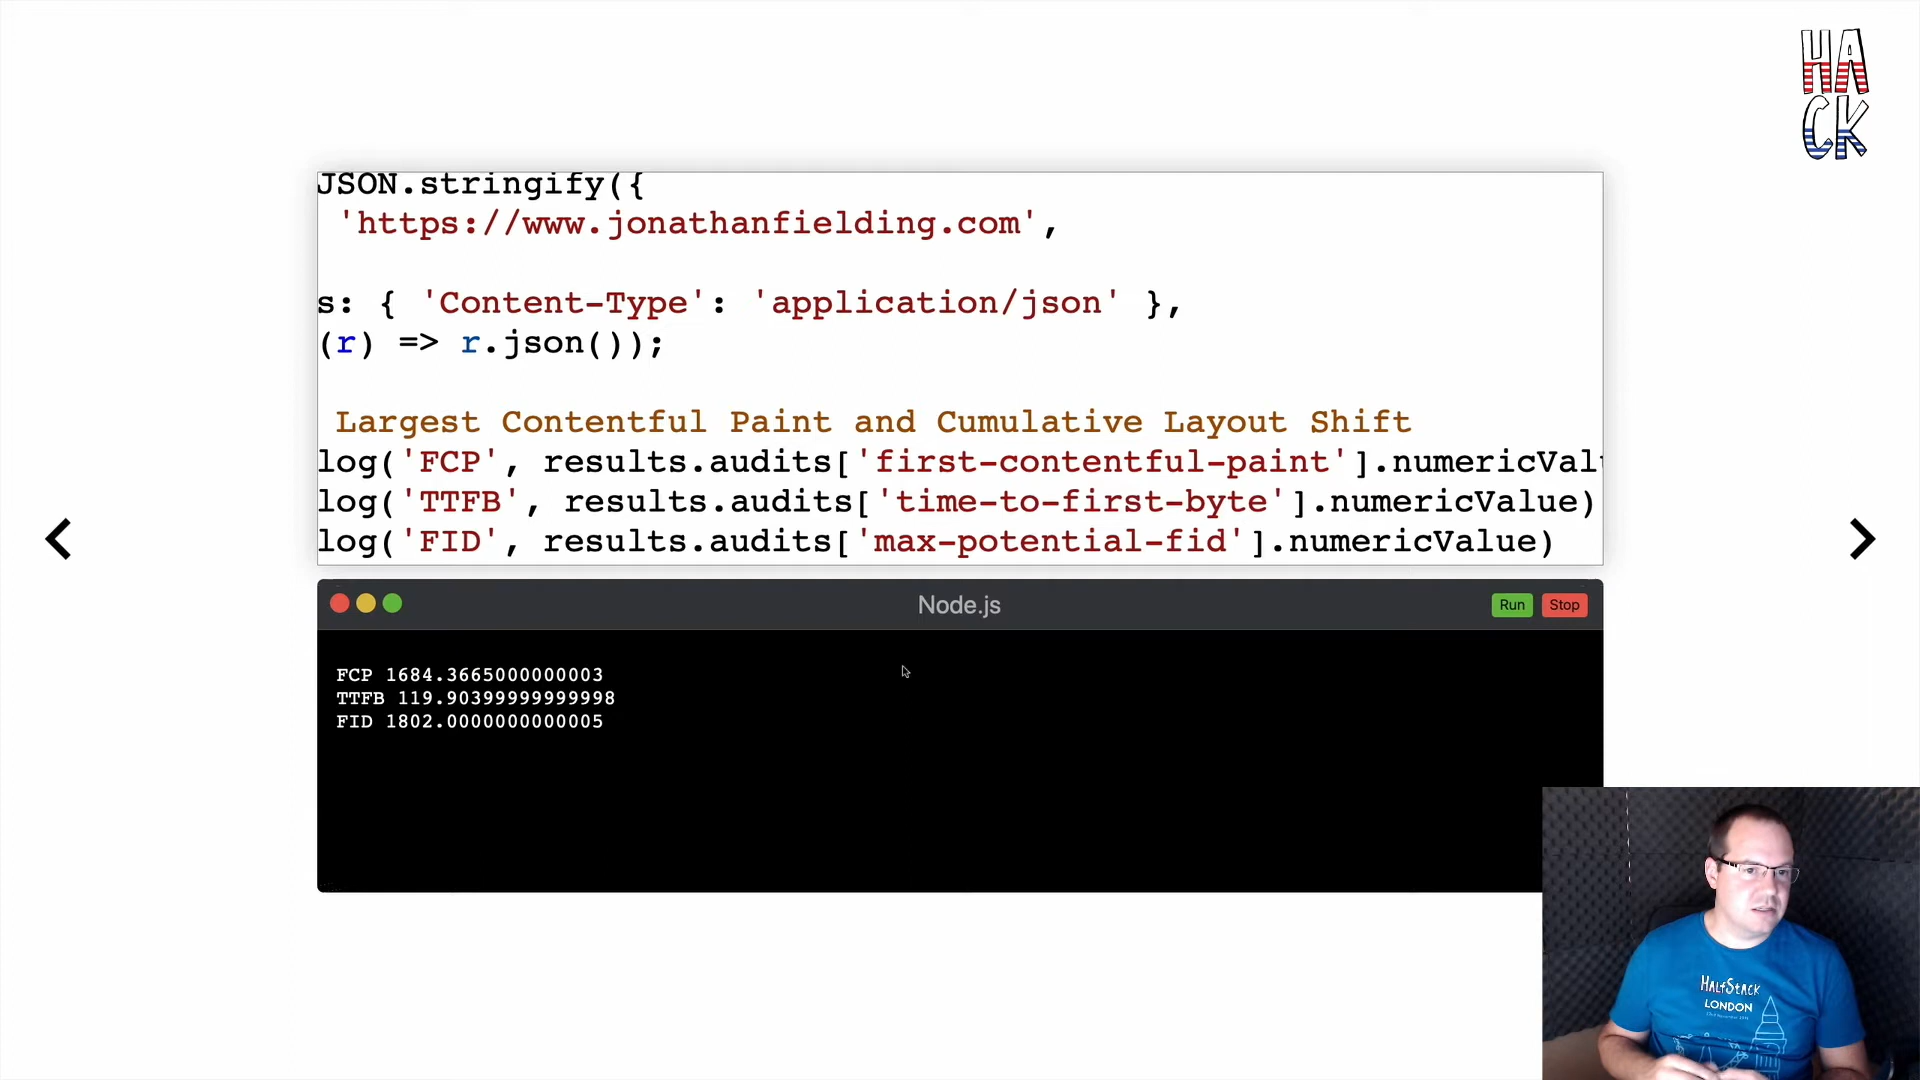 HA
CK
JSON.stringify({
'https://www.jonathanfielding.com',
s: { 'Content-Type': 'application/json' },
(r) => r.json());
Largest Contentful Paint and Cumulative Layout Shift
log('FCP', results.audits['first-contentful-paint'].numericVal
log('TTFB', results.audits['time-to-first-byte'].numericValue)
log('FID', results.audits['max-potential-fid'].numericValue)
Node.js
Run
Stop
FCP 1684.3665000000003
TTFB 119.90399999999998
FID 1802.0000000000005
HALFSTACK
LONDON